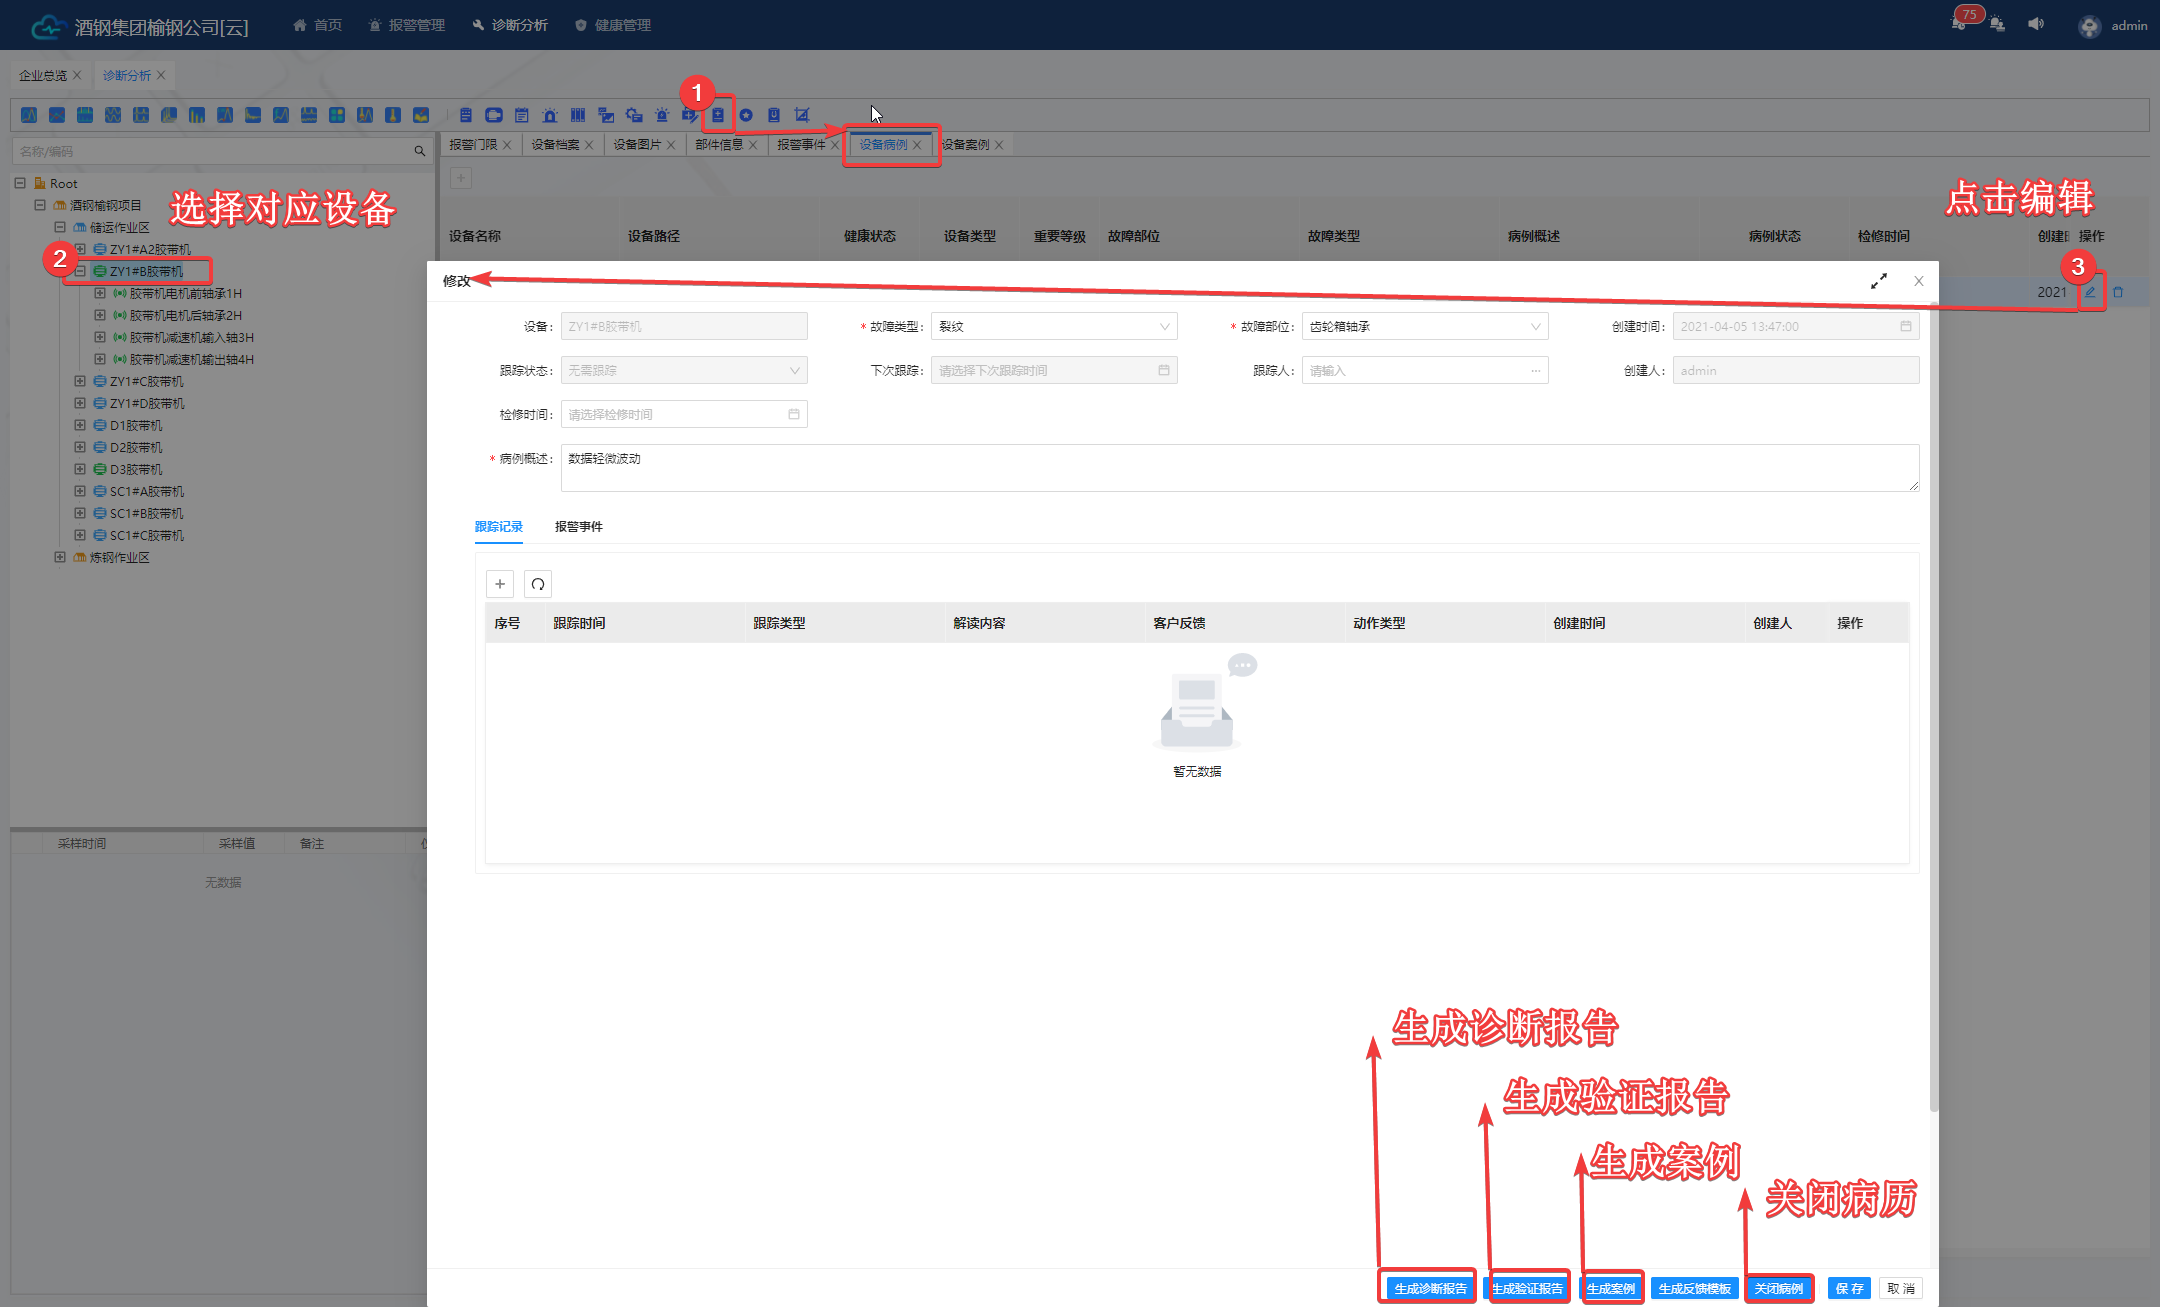 酒钢集团榆钢公司[云]
首页
报警管理
诊断分析
健康管理
75
admin
企业总览
诊断分析
1
名称/编码
报警门限
设备档案
设备图片
部件信息
报警事件
设备病例
设备案例
Root
酒钢榆钢项目
储运作业区
ZY1#A2胶带机
ZY1#B胶带机
胶带机电机前轴承1H
胶带机电机后轴承2H
胶带机减速机输入轴3H
胶带机减速机输出轴4H
ZY1#C胶带机
ZY1#D胶带机
D1胶带机
D2胶带机
D3胶带机
SC1#A胶带机
SC1#B胶带机
SC1#C胶带机
炼钢作业区
选择对应设备
2
点击编辑
设备名称
设备路径
健康状态
设备类型
重要等级
故障部位
故障类型
病例概述
病例状态
检修时间
创建
操作
3
2021
采样时间
采样值
备注
无数据
修改
设备：
ZY1#B胶带机
* 故障类型：
裂纹
* 故障部位：
齿轮箱轴承
创建时间：
2021-04-05 13:47:00
跟踪状态：
无需跟踪
下次跟踪：
请选择下次跟踪时间
跟踪人：
请输入
创建人：
admin
检修时间：
请选择检修时间
* 病例概述：
数据轻微波动
跟踪记录
报警事件
序号
跟踪时间
跟踪类型
解读内容
客户反馈
动作类型
创建时间
创建人
操作
暂无数据
生成诊断报告
生成验证报告
生成案例
关闭病历
生成诊断报告
生成验证报告
生成案例
生成反馈模板
关闭病例
保 存
取 消